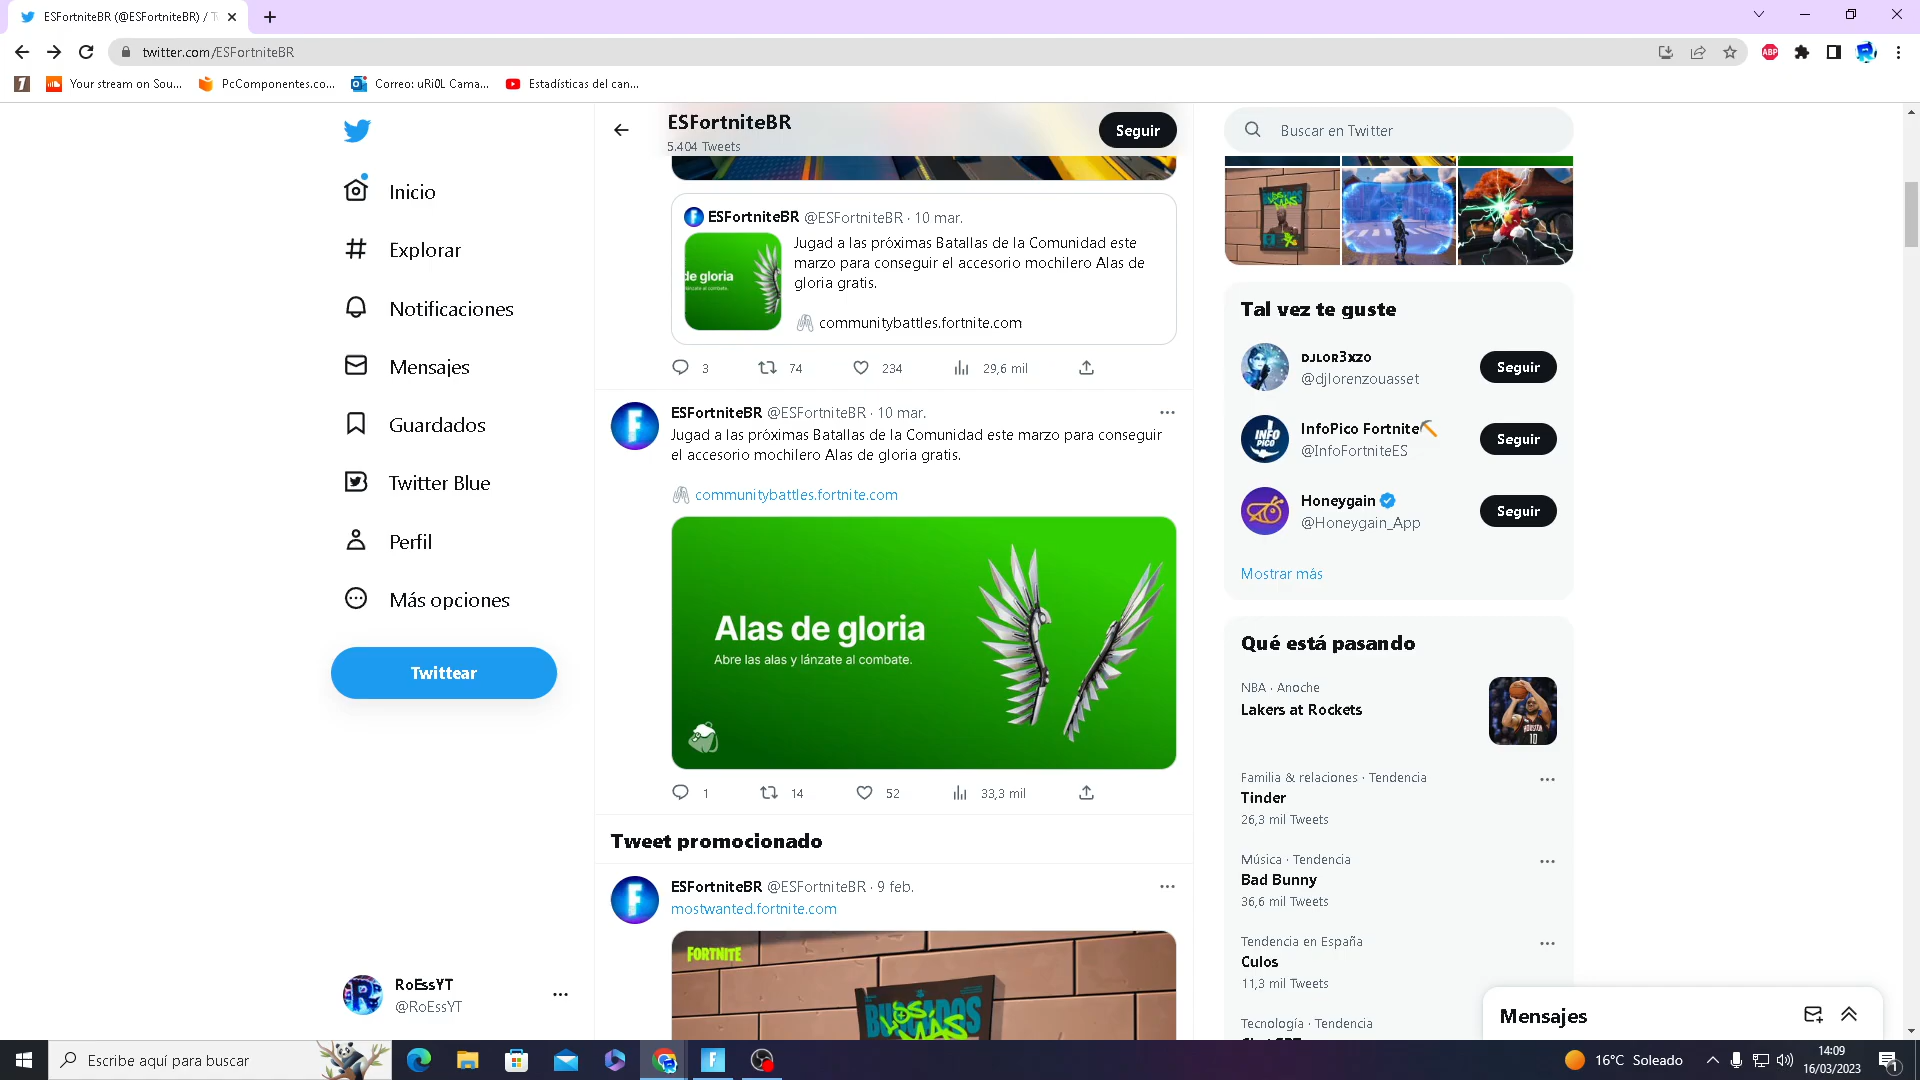 ESFortniteBR (@ESFortniteBR) / T
twitter.com/ESFortniteBR
ABP
Your stream on Sou...
PcComponentes.co...
Correo: uRi0L Cama...
Estadísticas del can...
Inicio
Explorar
Notificaciones
Mensajes
Guardados
Twitter Blue
Perfil
Más opciones
Twittear
RoEssYT
@RoEssYT
ESFortniteBR
5.404 Tweets
Seguir
ESFortniteBR @ESFortniteBR · 10 mar.
de gloria
Jugad a las próximas Batallas de la Comunidad este
marzo para conseguir el accesorio mochilero Alas de
gloria gratis.
communitybattles.fortnite.com
3 74 234 29,6 mil
ESFortniteBR @ESFortniteBR · 10 mar.
Jugad a las próximas Batallas de la Comunidad este marzo para conseguir
el accesorio mochilero Alas de gloria gratis.
communitybattles.fortnite.com
Alas de gloria
Abre las alas y lánzate al combate.
1 14 52 33,3 mil
Tweet promocionado
ESFortniteBR @ESFortniteBR · 9 feb.
mostwanted.fortnite.com
FORTNITE
BUSCADOS
LOS MÁS
Buscar en Twitter
Tal vez te guste
ᴅᴊʟᴏʀ3xᴢᴏ
@djlorenzouasset
Seguir
INFO
PICO
InfoPico Fortnite
@InfoFortniteES
Seguir
Honeygain
@Honeygain_App
Seguir
Mostrar más
Qué está pasando
NBA · Anoche
Lakers at Rockets
Familia & relaciones · Tendencia
Tinder
26,3 mil Tweets
Música · Tendencia
Bad Bunny
36,6 mil Tweets
Tendencia en España
Culos
11,3 mil Tweets
Tecnología · Tendencia
Mensajes
Escribe aquí para buscar
16°C Soleado
14:09
16/03/2023
1